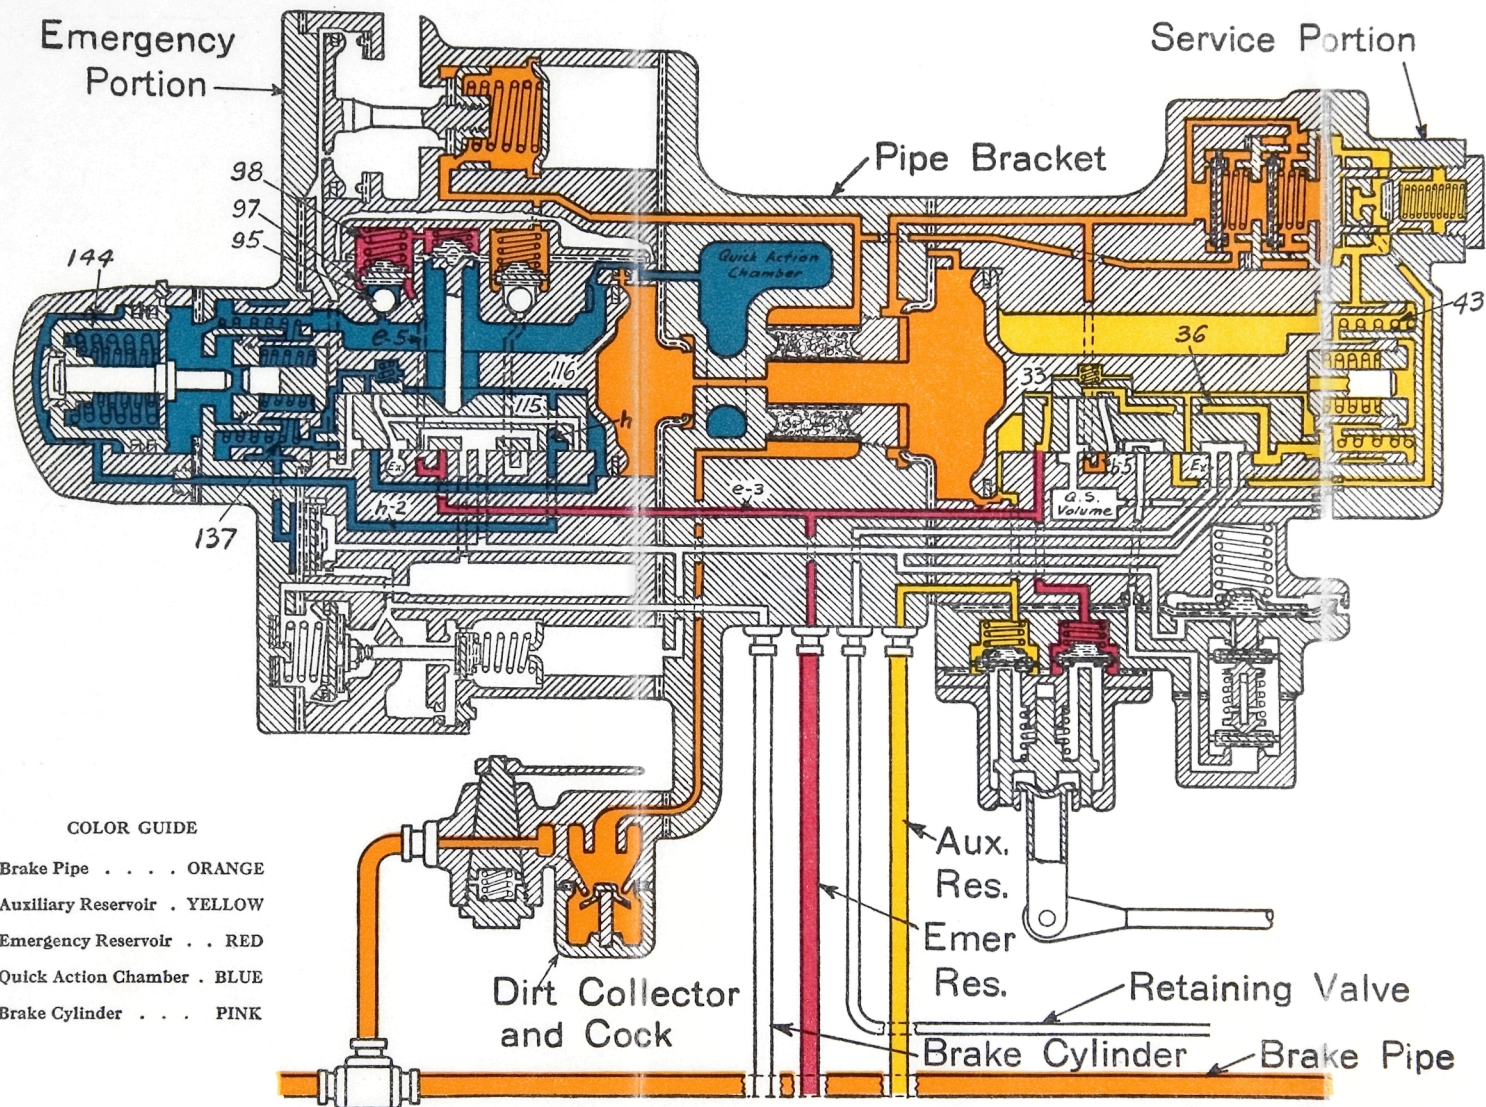 Emergency
Portion
Service Portion
Pipe Bracket
98
97
95
144
Quick Action
Chamber
43
e-5
116
36
33
115
h
Ex.
b5
Ex.
e-3
Q.S.
Volume
h-2
137
COLOR GUIDE
Brake Pipe . . . . ORANGE
Auxiliary Reservoir . YELLOW
Emergency Reservoir . . RED
Quick Action Chamber . BLUE
Brake Cylinder . . . PINK
Aux.
Res.
Emer
Res.
Dirt Collector
and Cock
Retaining Valve
Brake Cylinder
Brake Pipe